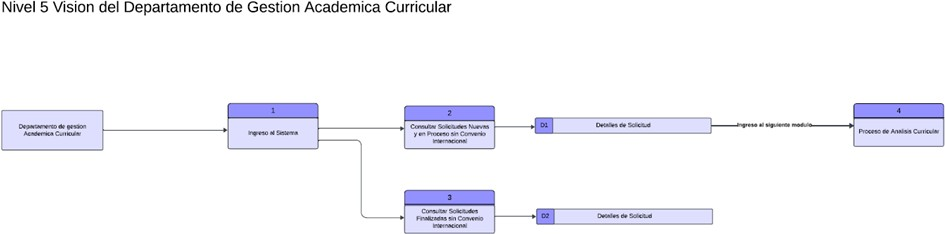 Nivel 5 Vision del Departamento de Gestion Academica Curricular
Departamento de gestion
Academica Curricular
1
Ingreso al Sistema
2
Consultar Solicitudes Nuevas
y en Proceso sin Convenio
Internacional
D1
Detalles de Solicitud
Ingreso al siguiente modulo
4
Proceso de Analisis Curricular
3
Consultar Solicitudes
Finalizadas sin Convenio
Internacional
D2
Detalles de Solicitud